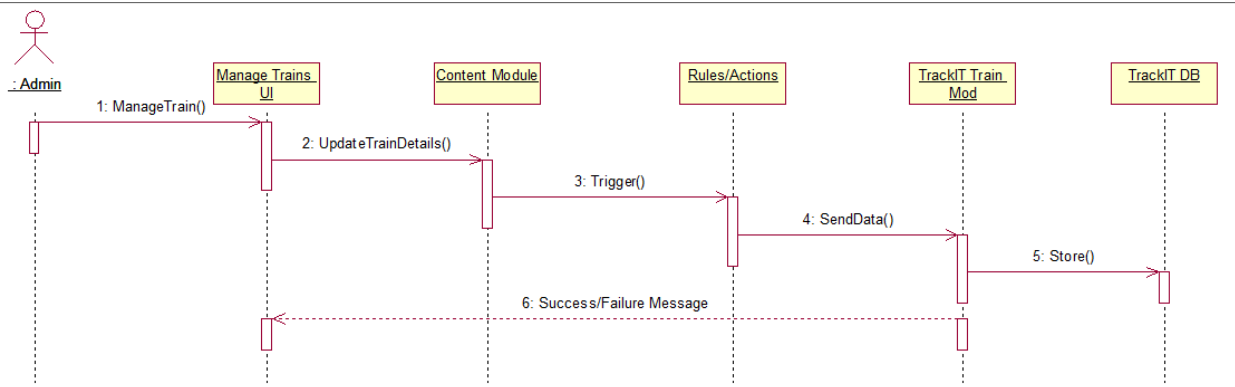 : Admin
Manage Trains
UI
Content Module
Rules/Actions
TrackIT Train
Mod
TrackIT DB
1: ManageTrain()
2: UpdateTrainDetails()
3: Trigger()
4: SendData()
5: Store()
6: Success/Failure Message